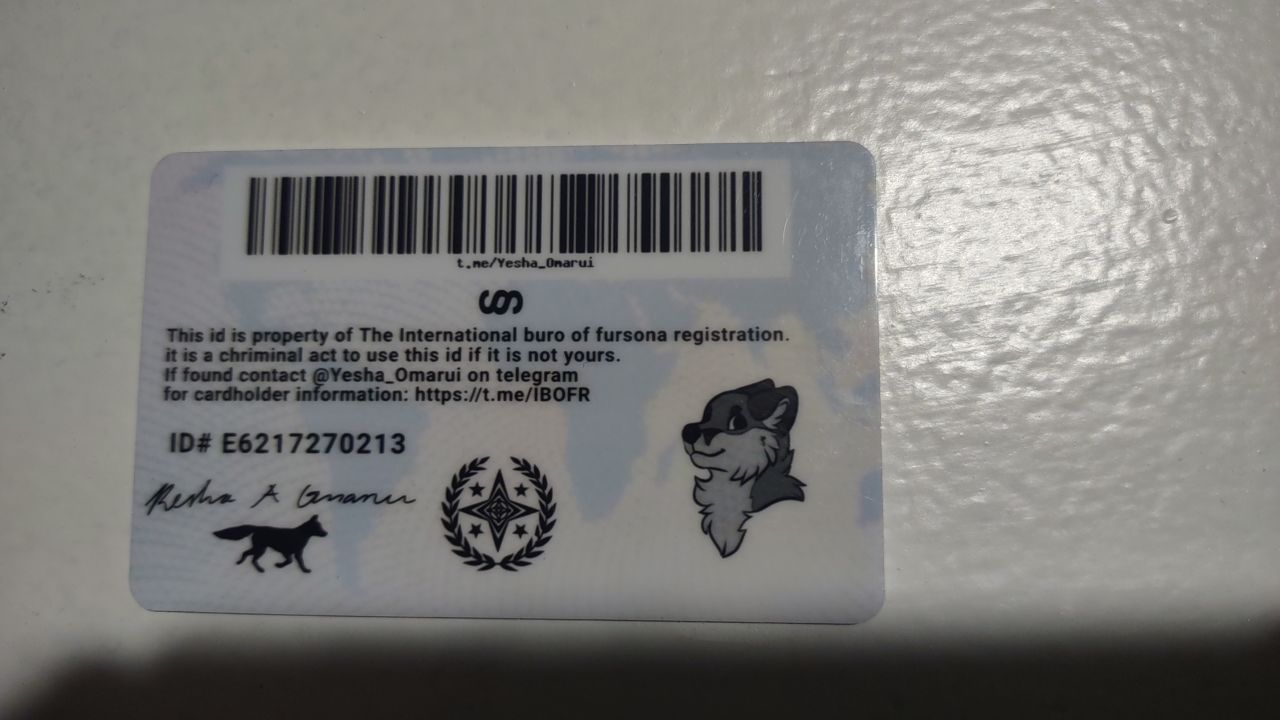 t.me/Yesha_Omarui
§§
This id is property of The International buro of fursona registration.
it is a chriminal act to use this id if it is not yours.
If found contact @Yesha_Omarui on telegram
for cardholder information: https://t.me/IBOFR
ID# E6217270213